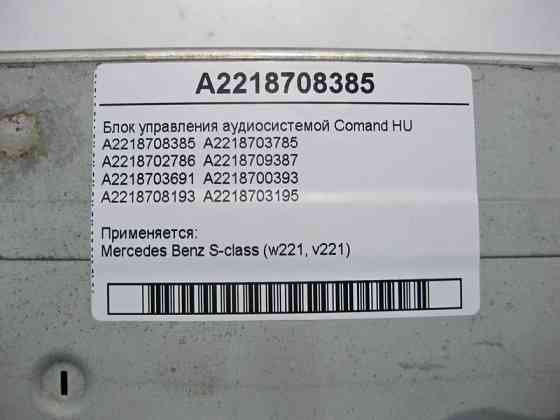 A2218708385
Блок управления аудиосистемой Comand HU
A2218708385 A2218703785
A2218702786 A2218709387
A2218703691 A2218700393
A2218708193 A2218703195
Применяется:
Mercedes Benz S-class (w221, v221)